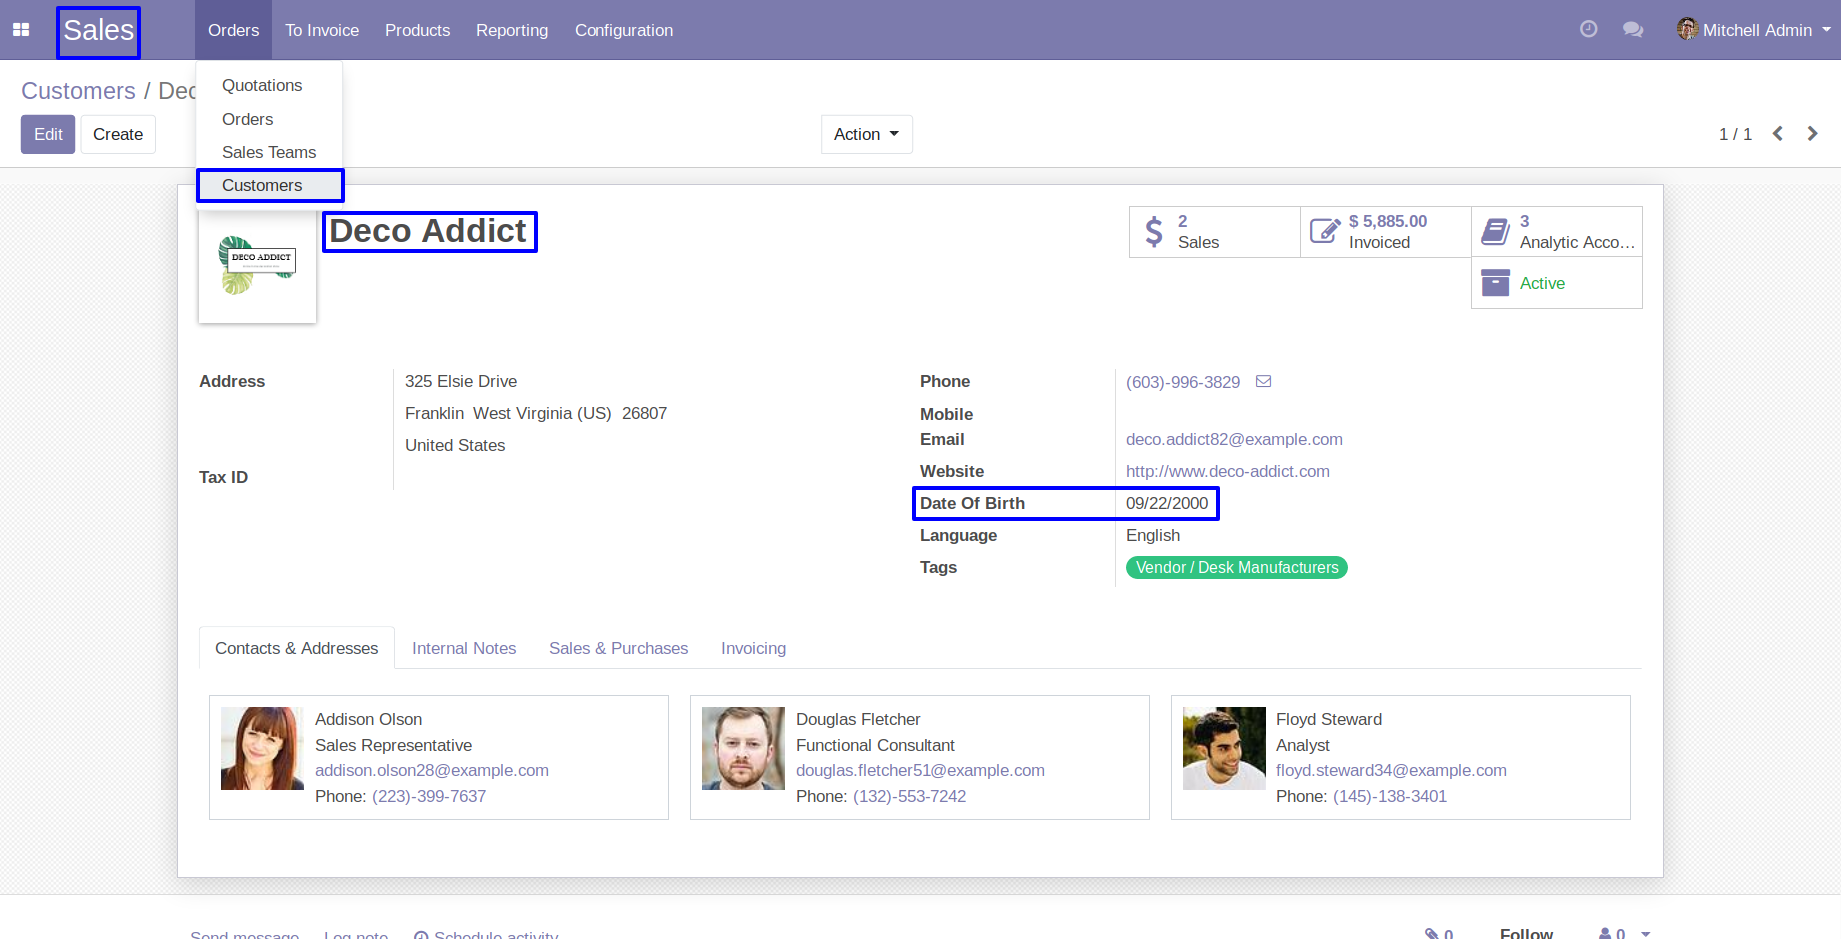 Sales Orders To Invoice Products Reporting Configuration Mitchell Admin
Customers / Dec
Quotations
Orders
Sales Teams
Customers
Edit Create Action 1 / 1
Deco Addict
DECO ADDICT
2
Sales
$ 5,885.00
Invoiced
3
Analytic Acco...
Active
Address
325 Elsie Drive
Franklin West Virginia (US) 26807
United States
Tax ID
Phone (603)-996-3829
Mobile
Email deco.addict82@example.com
Website http://www.deco-addict.com
Date Of Birth 09/22/2000
Language English
Tags Vendor / Desk Manufacturers
Contacts & Addresses Internal Notes Sales & Purchases Invoicing
Addison Olson
Sales Representative
addison.olson28@example.com
Phone: (223)-399-7637
Douglas Fletcher
Functional Consultant
douglas.fletcher51@example.com
Phone: (132)-553-7242
Floyd Steward
Analyst
floyd.steward34@example.com
Phone: (145)-138-3401
Send message Log note Schedule activity 0 Follow 0